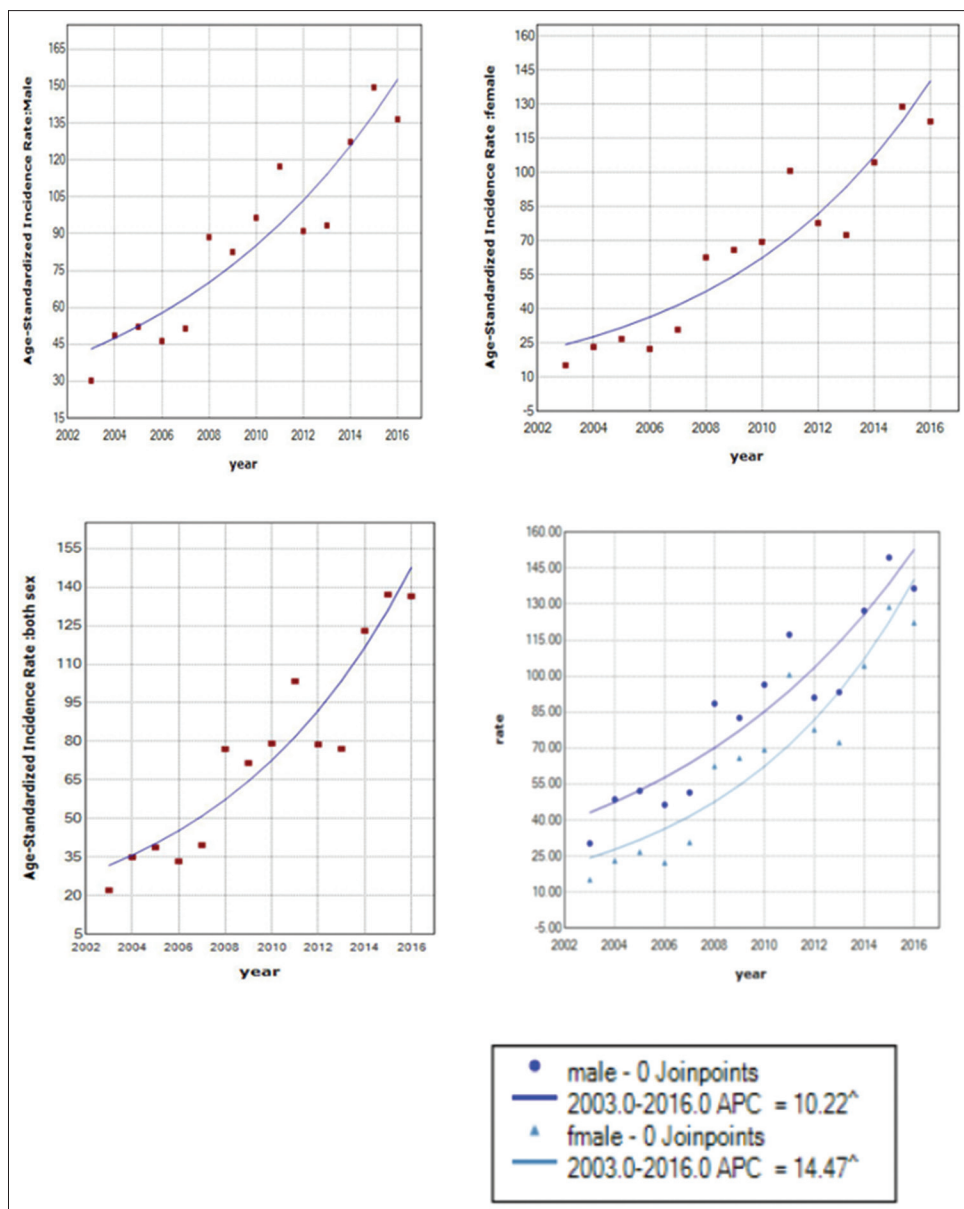 Age-Standardized Incidence Rate:Male
165
150
135
120
105
90
75
60
45
30
15
2002 2004 2006 2008 2010 2012 2014 2016
year
Age-Standardized Incidence Rate :female
160
145
130
115
100
85
70
55
40
25
10
-5
2002 2004 2006 2008 2010 2012 2014 2016
year
Age-Standardized Incidence Rate :both sex
155
140
125
110
95
80
65
50
35
20
5
2002 2004 2006 2008 2010 2012 2014 2016
year
rate
160.00
145.00
130.00
115.00
100.00
85.00
70.00
55.00
40.00
25.00
10.00
-5.00
2002 2004 2006 2008 2010 2012 2014 2016
year
male - 0 Joinpoints
2003.0-2016.0 APC = 10.22^
fmale - 0 Joinpoints
2003.0-2016.0 APC = 14.47^